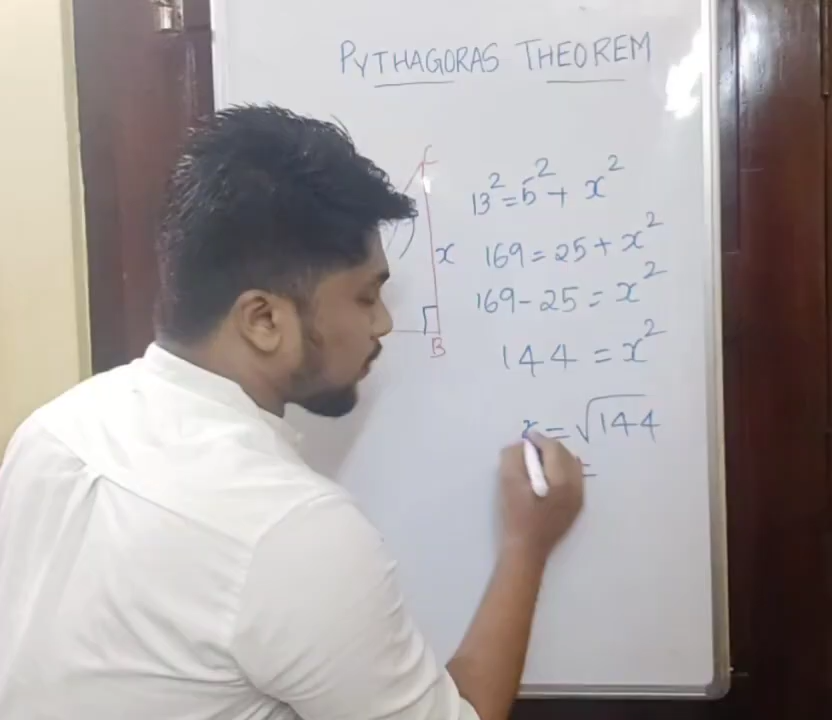 PYTHAGORAS THEOREM
C
x
B
13² = 5² + x²
169 = 25 + x²
169 - 25 = x²
144 = x²
x = √144
=